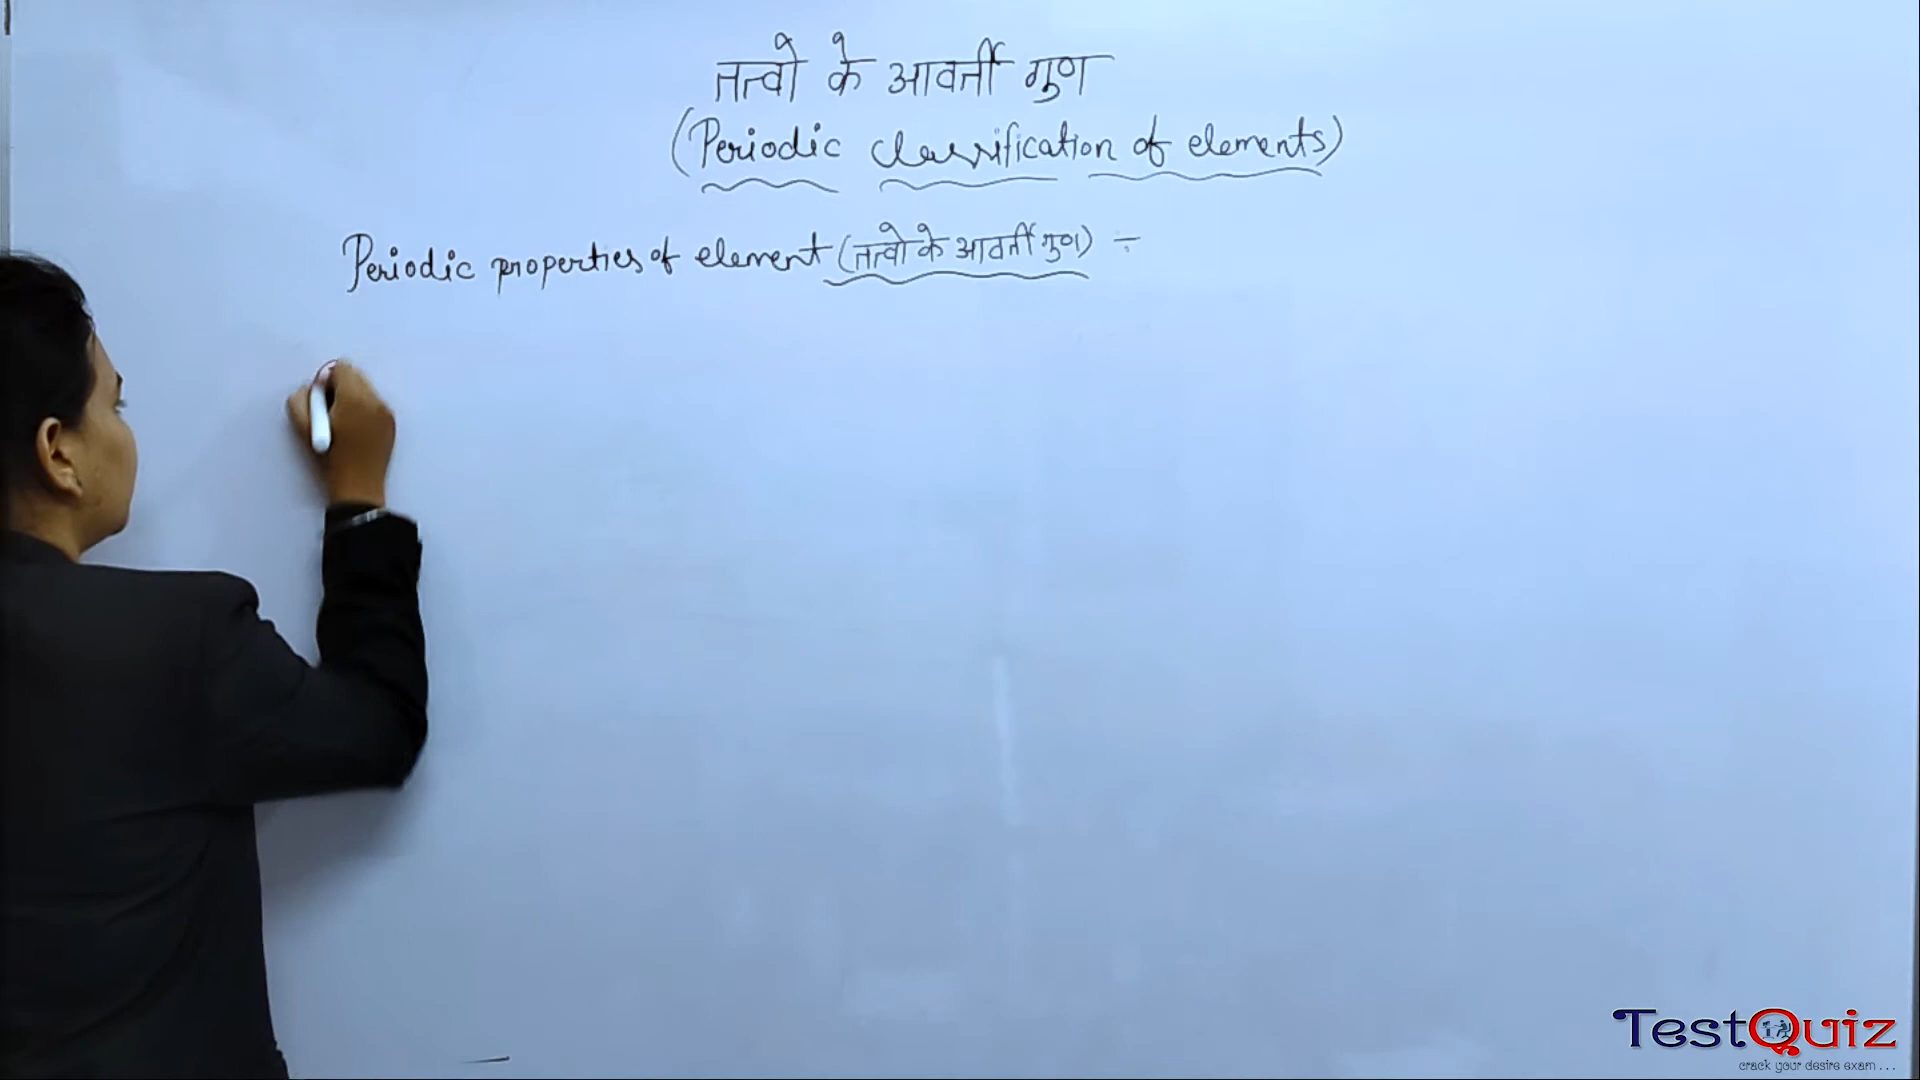 तत्वो के आवर्ती गुण
(Periodic classification of elements)
Periodic properties of element (तत्वो के आवर्ती गुण) ÷
TestQuiz
crack your desire exam . . .